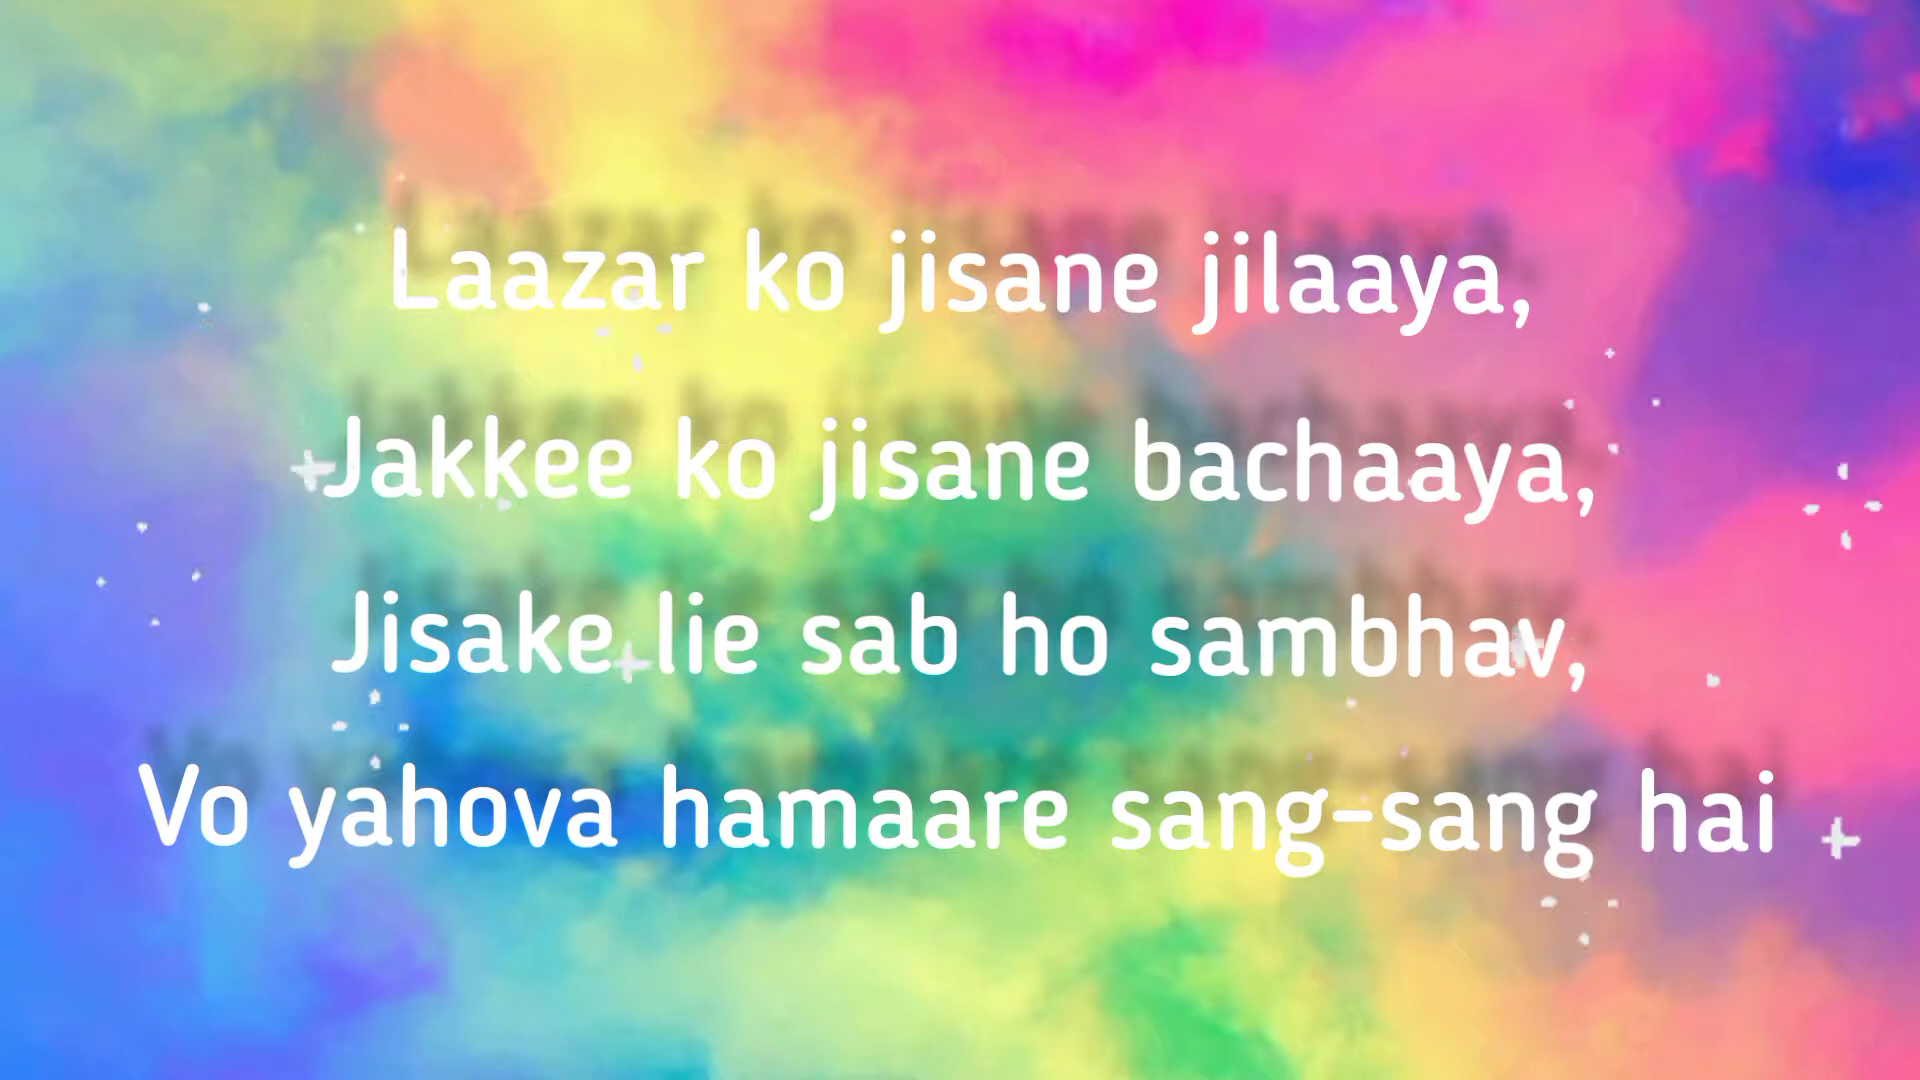 Laazar ko jisane jilaaya,
Jakkee ko jisane bachaaya,
Jisake lie sab ho sambhav,
Vo yahova hamaare sang-sang hai